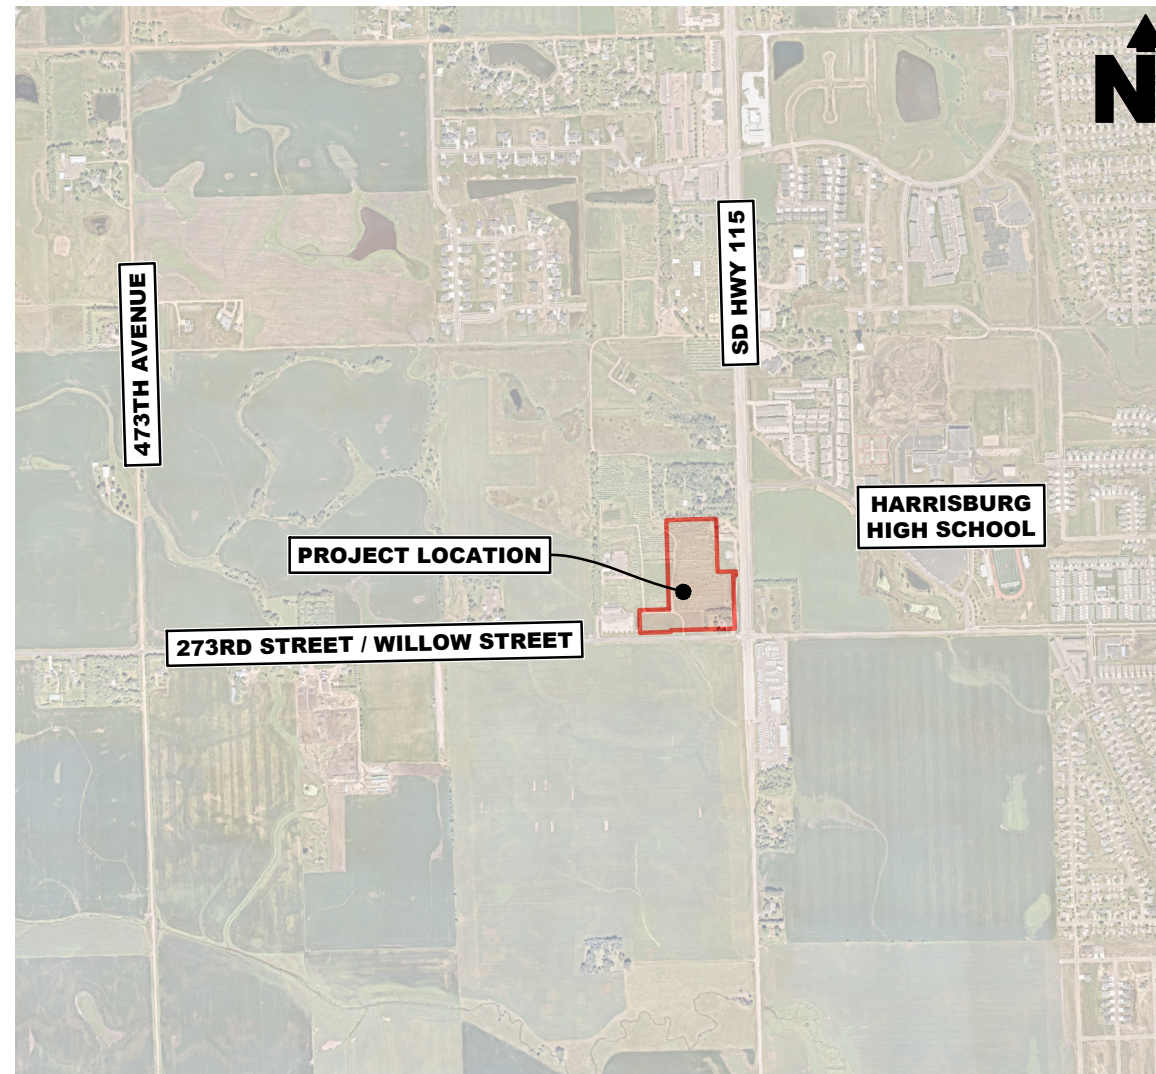 N
SD HWY 115
473TH AVENUE
HARRISBURG
HIGH SCHOOL
PROJECT LOCATION
273RD STREET / WILLOW STREET